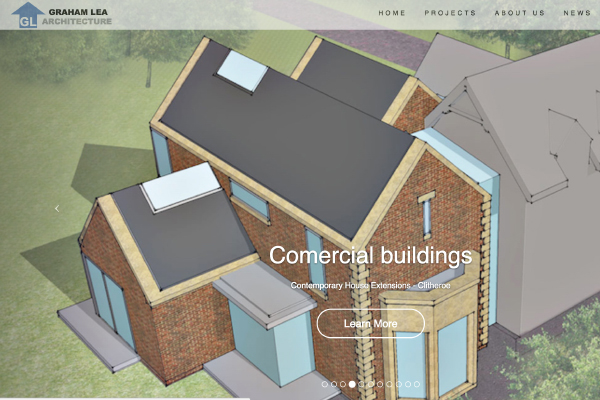 GRAHAM LEA
GL ARCHITECTURE
HOME PROJECTS ABOUT US NEWS
Comercial buildings
Contemporary House Extensions - Clitheroe
Learn More